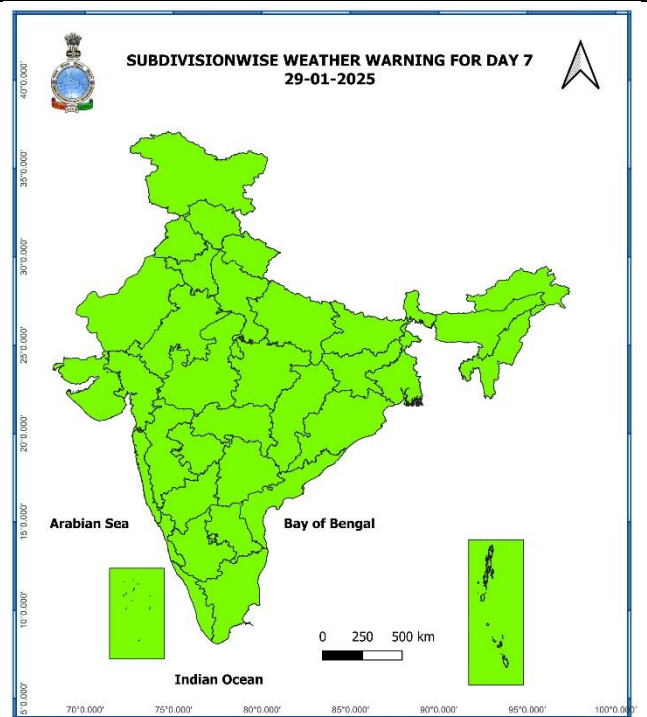 SUBDIVISIONWISE WEATHER WARNING FOR DAY 7
29-01-2025
40°0.000'
35°0.000'
30°0.000'
25°0.000'
20°0.000'
15°0.000'
10°0.000'
5°0.000'
Arabian Sea
Bay of Bengal
0 250 500 km
Indian Ocean
70°0.000' 75°0.000' 80°0.000' 85°0.000' 90°0.000' 95°0.000' 100°0.000'